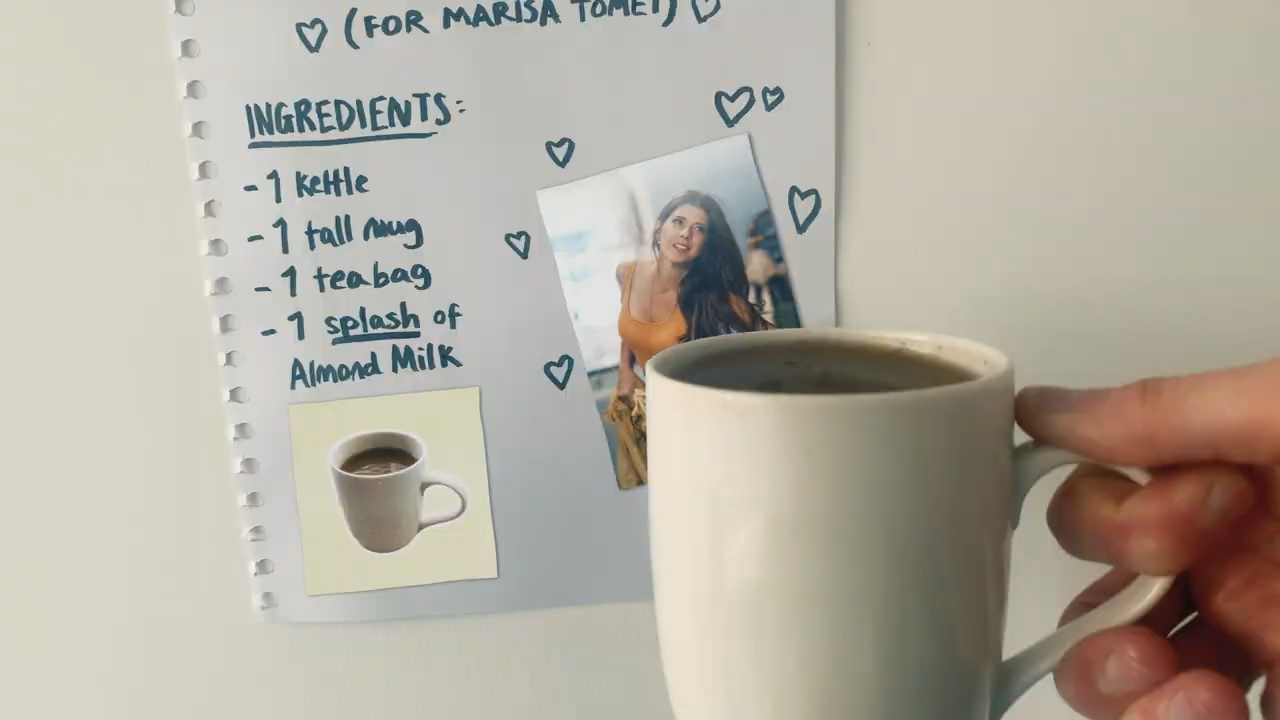 (FOR MARISA TOMEI)
INGREDIENTS:
- 1 kettle
- 1 tall mug
- 1 teabag
- 1 splash of
Almond Milk